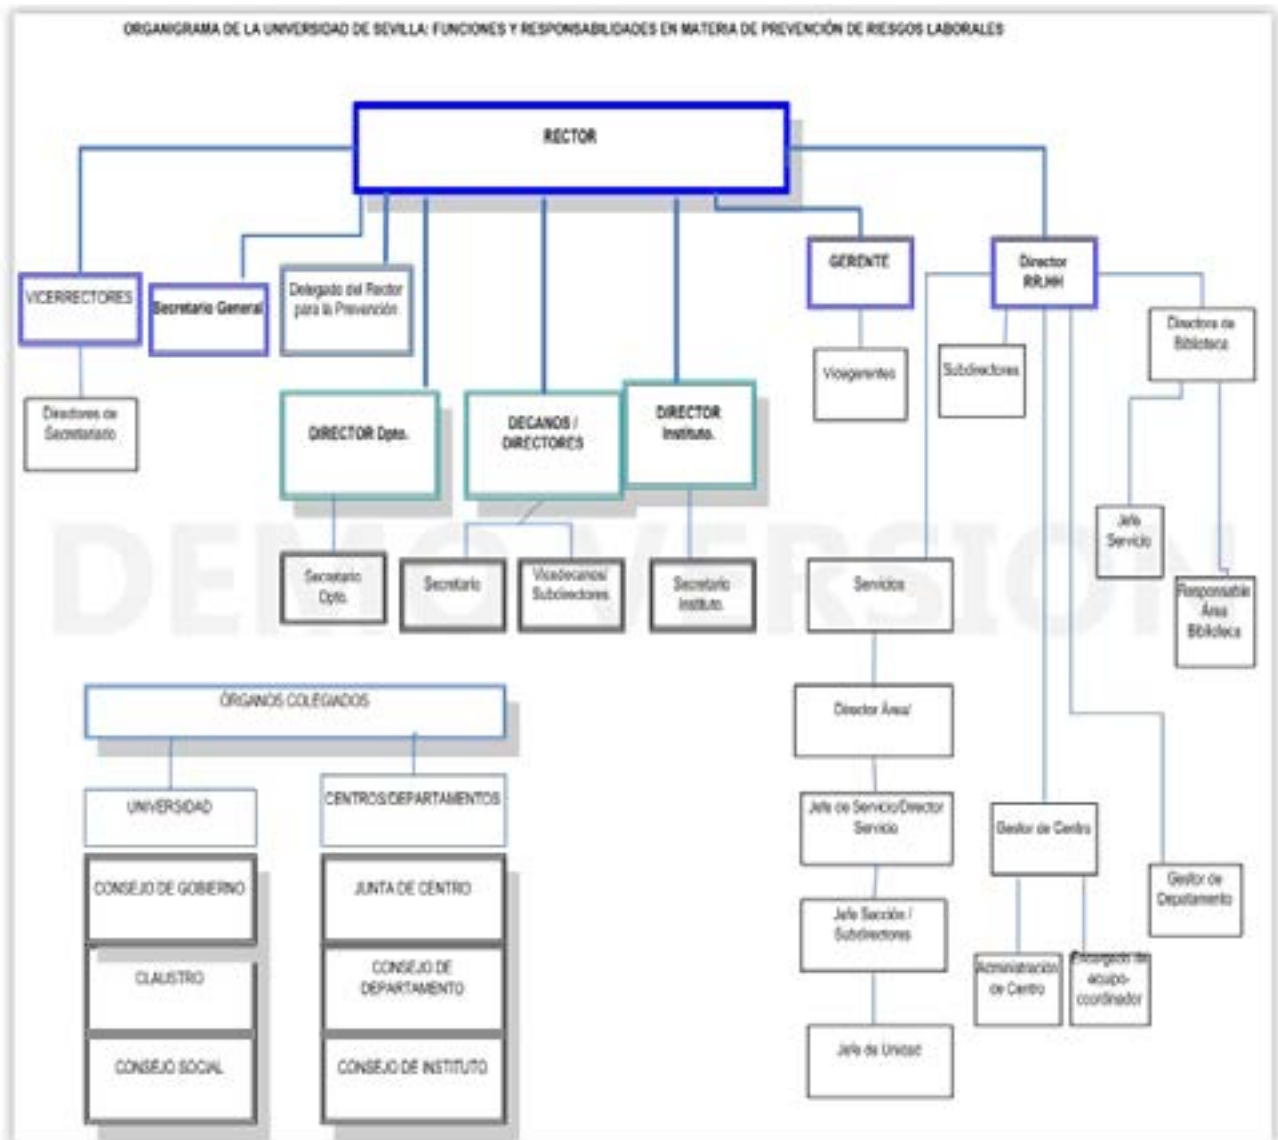 ORGANIGRAMA DE LA UNIVERSIDAD DE SEVILLA: FUNCIONES Y RESPONSABILIDADES EN MATERIA DE PREVENCIÓN DE RIESGOS LABORALES
RECTOR
VICERRECTORES
Secretario General
Delegado del Rector
para la Prevención
GERENTE
Director
RR.HH
Directora de
Biblioteca
Vicegerentes
Subdirectores
Directores de
Secretariado
DIRECTOR Dpto.
DECANOS /
DIRECTORES
DIRECTOR
Instituto.
Jefe
Servicio
DEMO VERSION
Secretario
Dpto.
Secretario
Vicedecanos/
Subdirectores
Secretario
Instituto.
Servicios
Responsable
Área
Biblioteca
ÓRGANOS COLEGIADOS
Director Área/
UNIVERSIDAD
CENTROS/DEPARTAMENTOS
Jefe de Servicio/Director
Servicio
Gestor de Centro
CONSEJO DE GOBIERNO
JUNTA DE CENTRO
Gestor de
Depatamento
Jefe Sección /
Subdirectores
CLAUSTRO
CONSEJO DE
DEPARTAMENTO
Administración
de Centro
Encargado de
equipo-
coordinador
CONSEJO SOCIAL
CONSEJO DE INSTITUTO
Jefe de Unidad